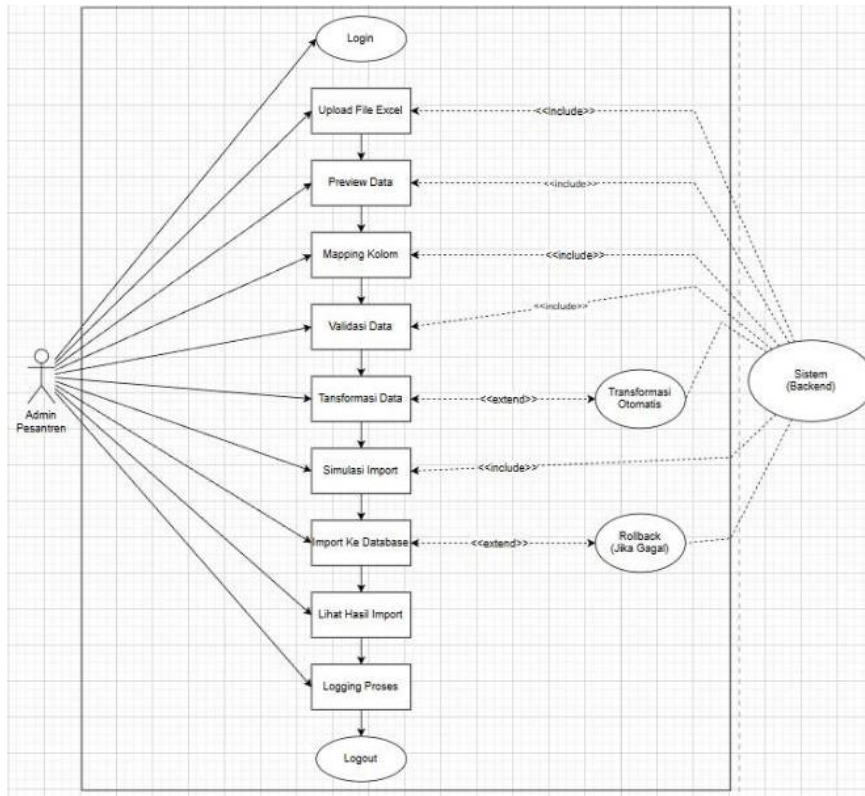 Login
Upload File Excel
<<include>>
Preview Data
<<include>>
Mapping Kolom
<<include>>
<<include>>
Validasi Data
Admin
Pesantren
Tansformasi Data
<<extend>>
Transformasi
Otomatis
Sistem
(Backend)
Simulasi Import
<<include>>
Import Ke Database
<<extend>>
Rollback
(Jika Gagal)
Lihat Hasil Import
Logging Proses
Logout